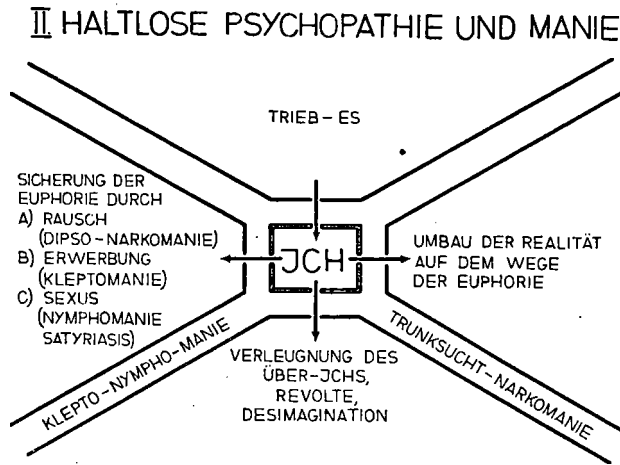 II. HALTLOSE PSYCHOPATHIE UND MANIE
TRIEB-ES
SICHERUNG DER
EUPHORIE DURCH
A) RAUSCH
(DIPSO-NARKOMANIE)
B) ERWERBUNG
(KLEPTOMANIE)
C) SEXUS
(NYMPHOMANIE
SATYRIASIS)
JCH
UMBAU DER REALITÄT
AUF DEM WEGE
DER EUPHORIE
KLEPTO-NYMPHO-MANIE
VERLEUGNUNG DES
ÜBER-JCHS,
REVOLTE,
DESIMAGINATION
TRUNKSUCHT-NARKOMANIE